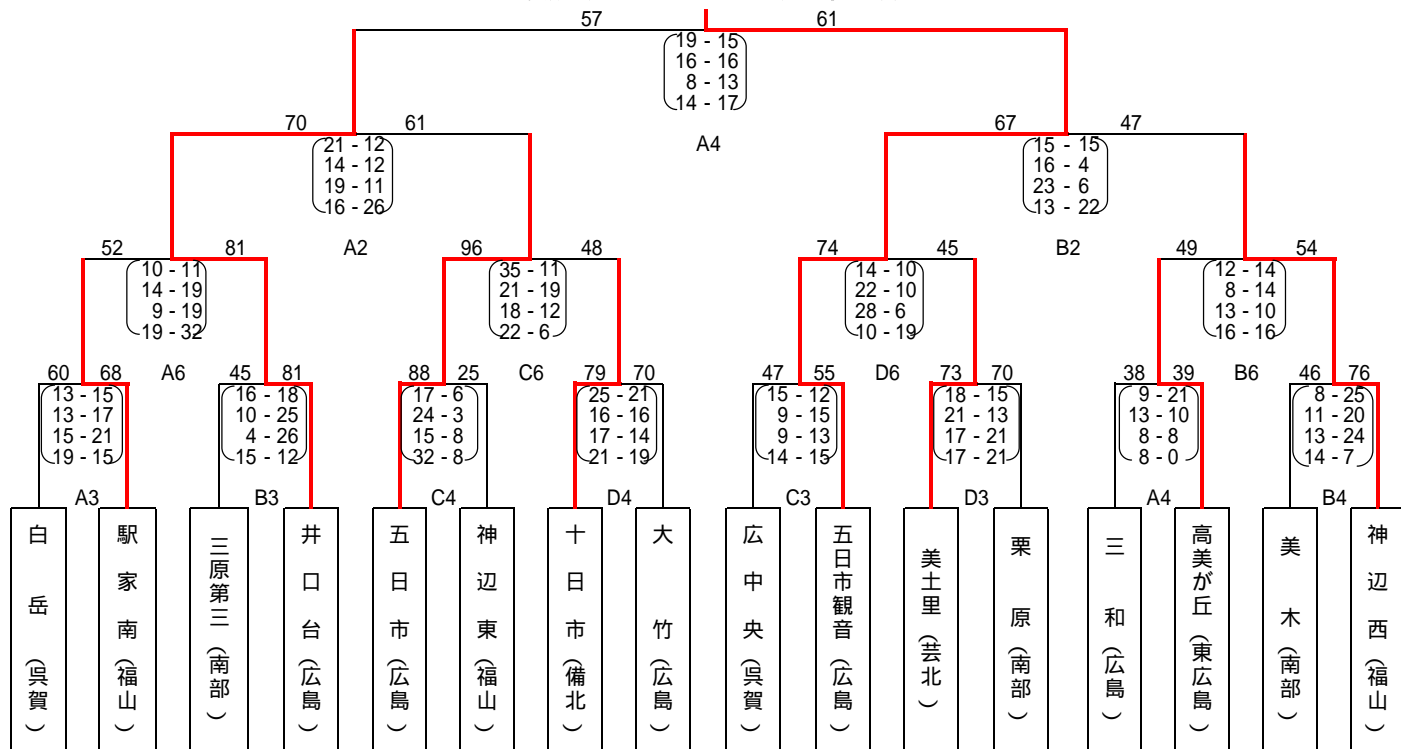 57 61
19 - 15
16 - 16
8 - 13
14 - 17
A4
70 61
21 - 12
14 - 12
19 - 11
16 - 26
A2
67 47
15 - 15
16 - 4
23 - 6
13 - 22
B2
52 81
10 - 11
14 - 19
9 - 19
19 - 32
A6
96 48
35 - 11
21 - 19
18 - 12
22 - 6
C6
74 45
14 - 10
22 - 10
28 - 6
10 - 19
D6
49 54
12 - 14
8 - 14
13 - 10
16 - 16
B6
60 68
13 - 15
13 - 17
15 - 21
19 - 15
A3
45 81
16 - 18
10 - 25
4 - 26
15 - 12
B3
88 25
17 - 6
24 - 3
15 - 8
32 - 8
C4
79 70
25 - 21
16 - 16
17 - 14
21 - 19
D4
47 55
15 - 12
9 - 15
9 - 13
14 - 15
C3
73 70
18 - 15
21 - 13
17 - 21
17 - 21
D3
38 39
9 - 21
13 - 10
8 - 8
8 - 0
A4
46 76
8 - 25
11 - 20
13 - 24
14 - 7
B4
白岳(呉賀)
駅家南(福山)
三原第三(南部)
井口台(広島)
五日市(広島)
神辺東(福山)
十日市(備北)
大竹(広島)
広中央(呉賀)
五日市観音(広島)
美土里(芸北)
栗原(南部)
三和(広島)
高美が丘(東広島)
美木(南部)
神辺西(福山)